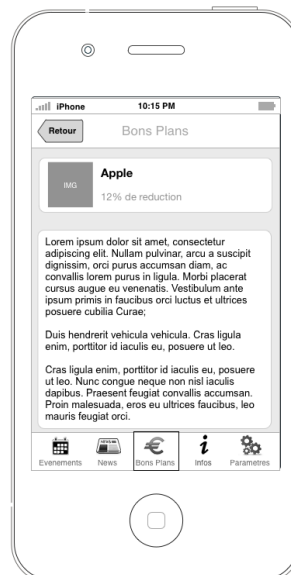 iPhone 10:15 PM
Retour Bons Plans
IMG
Apple
12% de reduction
Lorem ipsum dolor sit amet, consectetur
adipiscing elit. Nullam pulvinar, arcu a suscipit
dignissim, orci purus accumsan diam, ac
convallis lorem purus in ligula. Morbi placerat
cursus augue eu venenatis. Vestibulum ante
ipsum primis in faucibus orci luctus et ultrices
posuere cubilia Curae;
Duis hendrerit vehicula vehicula. Cras ligula
enim, porttitor id iaculis eu, posuere ut leo.
Cras ligula enim, porttitor id iaculis eu, posuere
ut leo. Nunc congue neque non nisl iaculis
dapibus. Praesent feugiat convallis accumsan.
Proin malesuada, eros eu ultrices faucibus, leo
mauris feugiat orci.
Evenements News Bons Plans Infos Parametres